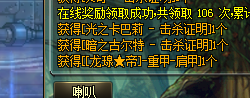 在线奖励领取成功,共领取 106 次,累计
获得[光之卡巴莉 - 击杀证明]1个
获得[暗之古尔特 - 击杀证明]1个
获得[[龙琅★帝]-重甲-肩甲]1个
喇叭